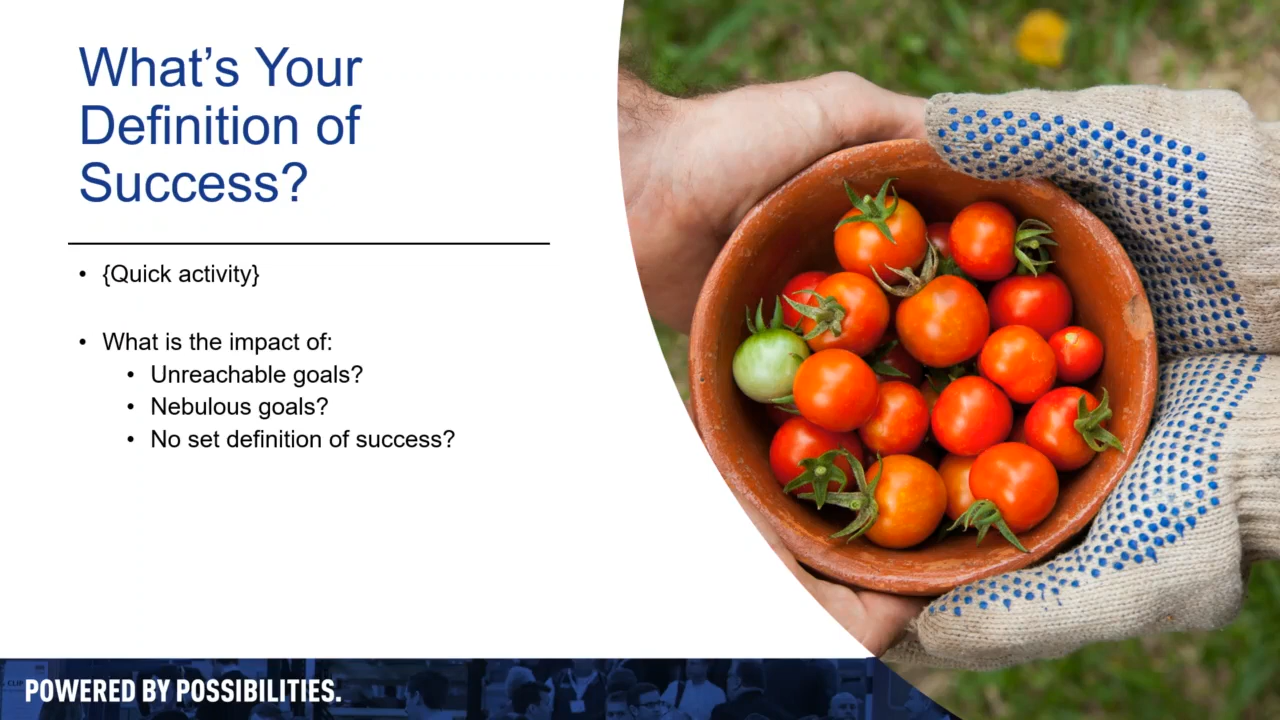 What’s Your
Definition of
Success?
• {Quick activity}
• What is the impact of:
• Unreachable goals?
• Nebulous goals?
• No set definition of success?
POWERED BY POSSIBILITIES.